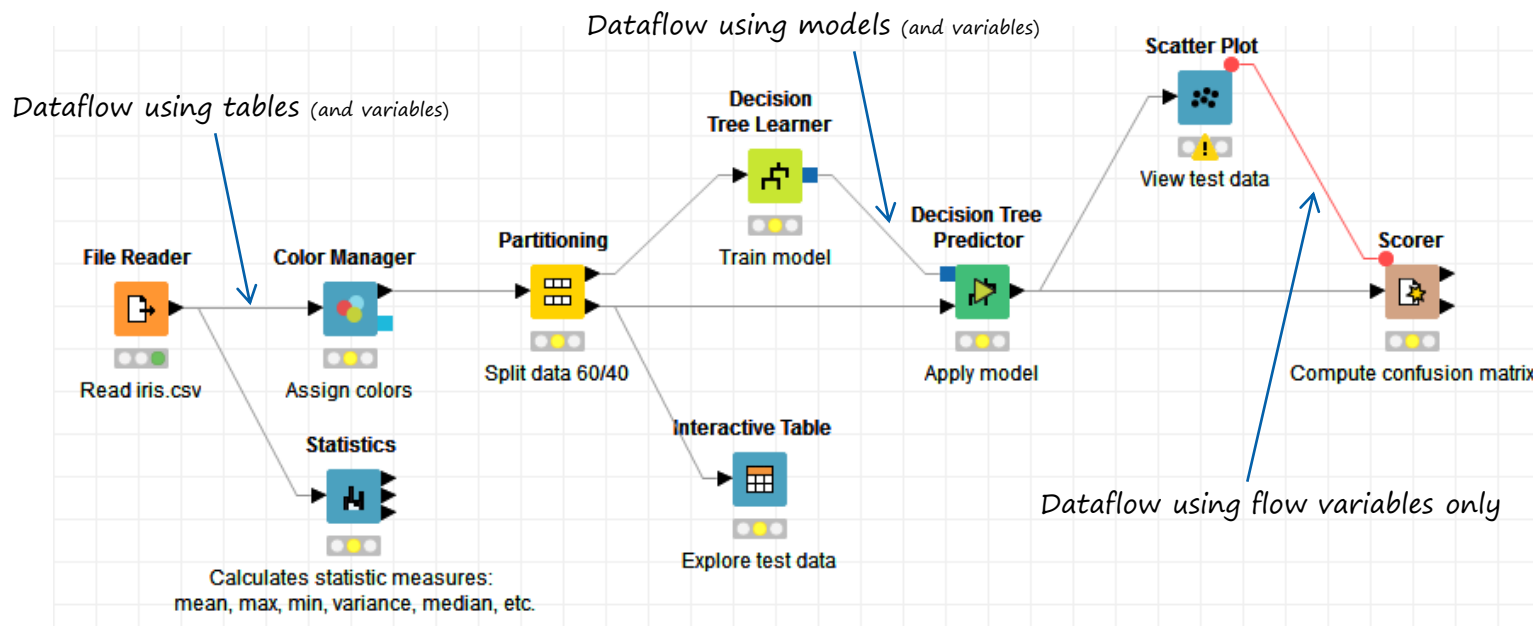 Dataflow using models (and variables)
Scatter Plot
Dataflow using tables (and variables)
Decision
Tree Learner
View test data
Decision Tree
Predictor
Partitioning
Scorer
File Reader
Color Manager
Train model
Read iris.csv
Assign colors
Split data 60/40
Apply model
Compute confusion matrix
Statistics
Interactive Table
Dataflow using flow variables only
Explore test data
Calculates statistic measures:
mean, max, min, variance, median, etc.